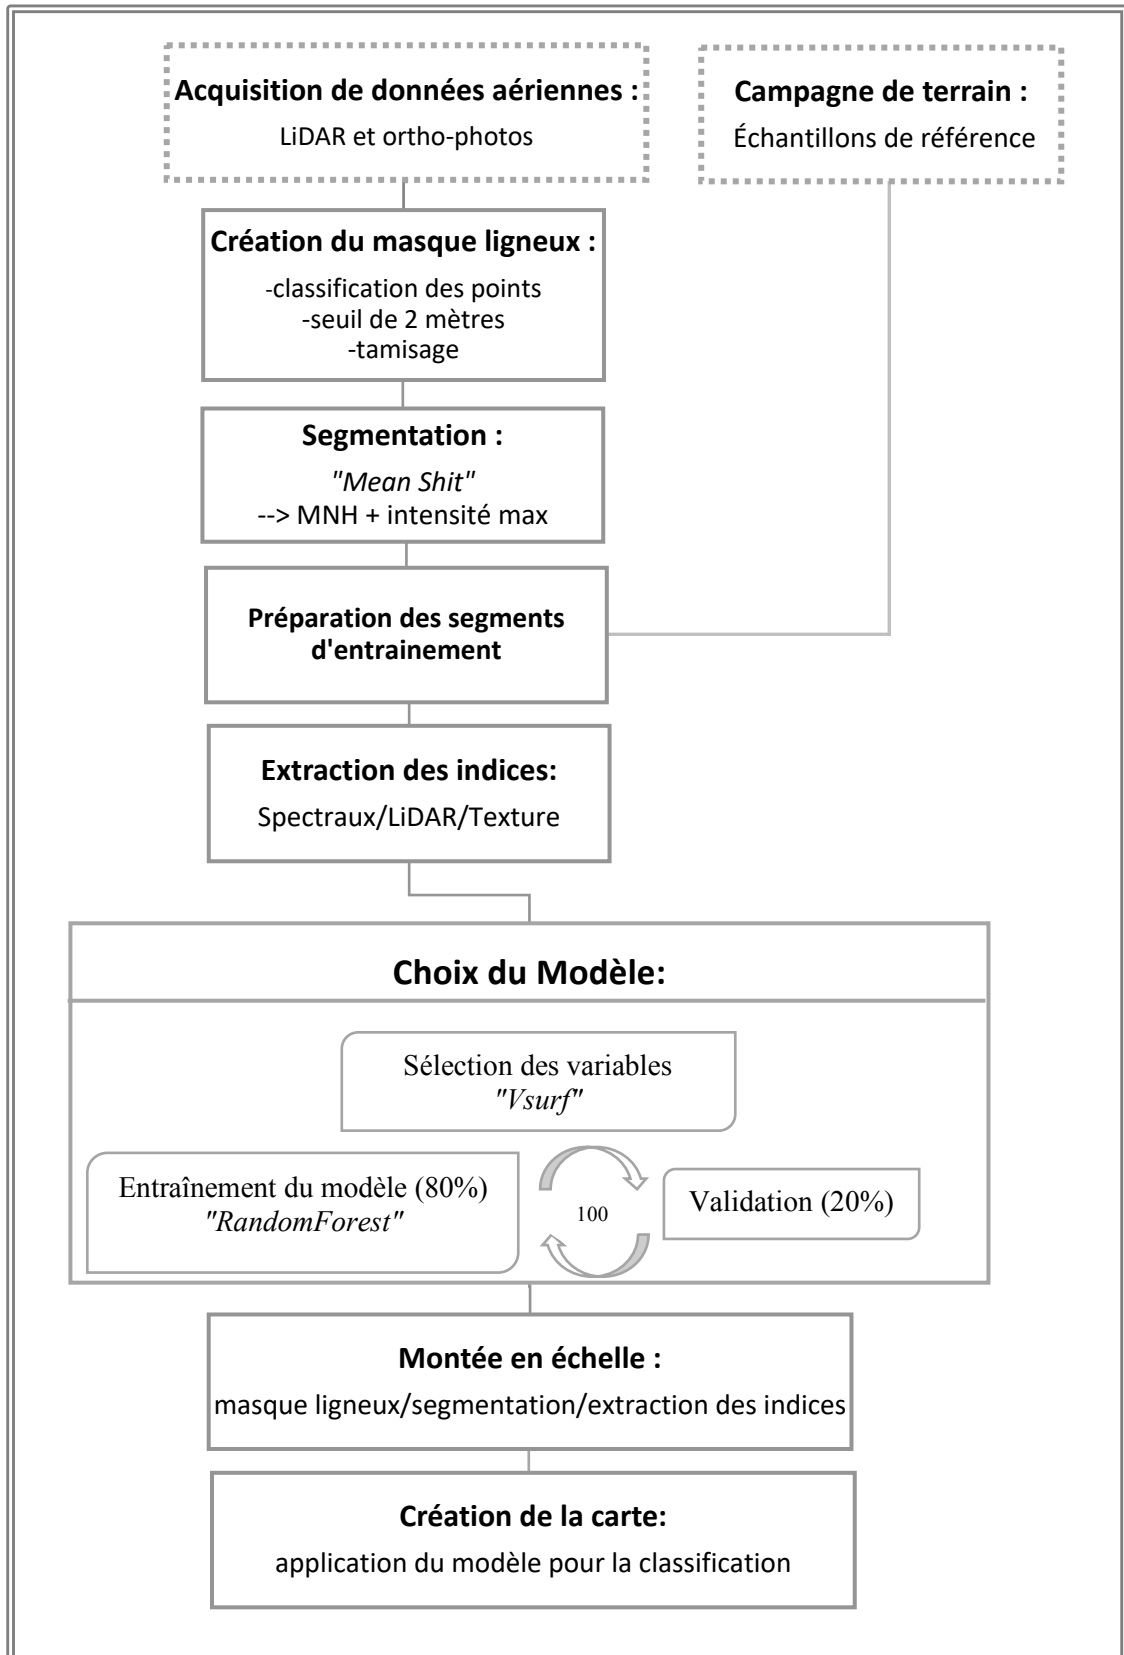 Acquisition de données aériennes :
LiDAR et ortho-photos
Campagne de terrain :
Échantillons de référence
Création du masque ligneux :
-classification des points
-seuil de 2 mètres
-tamisage
Segmentation :
"Mean Shit"
--> MNH + intensité max
Préparation des segments
d'entrainement
Extraction des indices:
Spectraux/LiDAR/Texture
Choix du Modèle:
Sélection des variables
"Vsurf"
Entraînement du modèle (80%)
"RandomForest"
100
Validation (20%)
Montée en échelle :
masque ligneux/segmentation/extraction des indices
Création de la carte:
application du modèle pour la classification